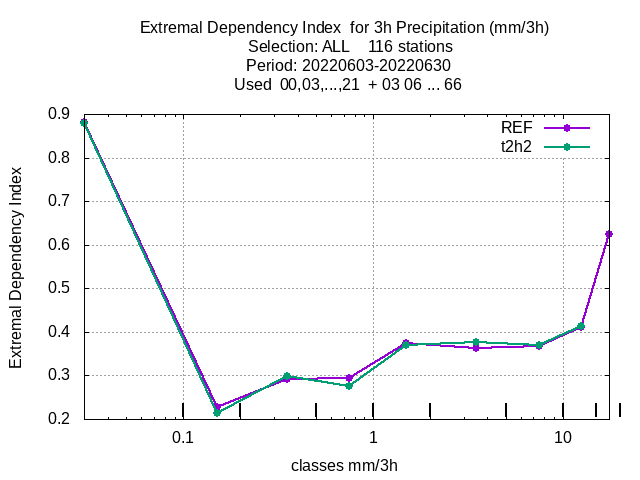 Extremal Dependency Index  for 3h Precipitation (mm/3h)
Selection: ALL    116 stations
Period: 20220603-20220630
Used  00,03,...,21  + 03 06 ... 66
REF
t2h2
Extremal Dependency Index
0.9
0.8
0.7
0.6
0.5
0.4
0.3
0.2
0.1
1
10
classes mm/3h